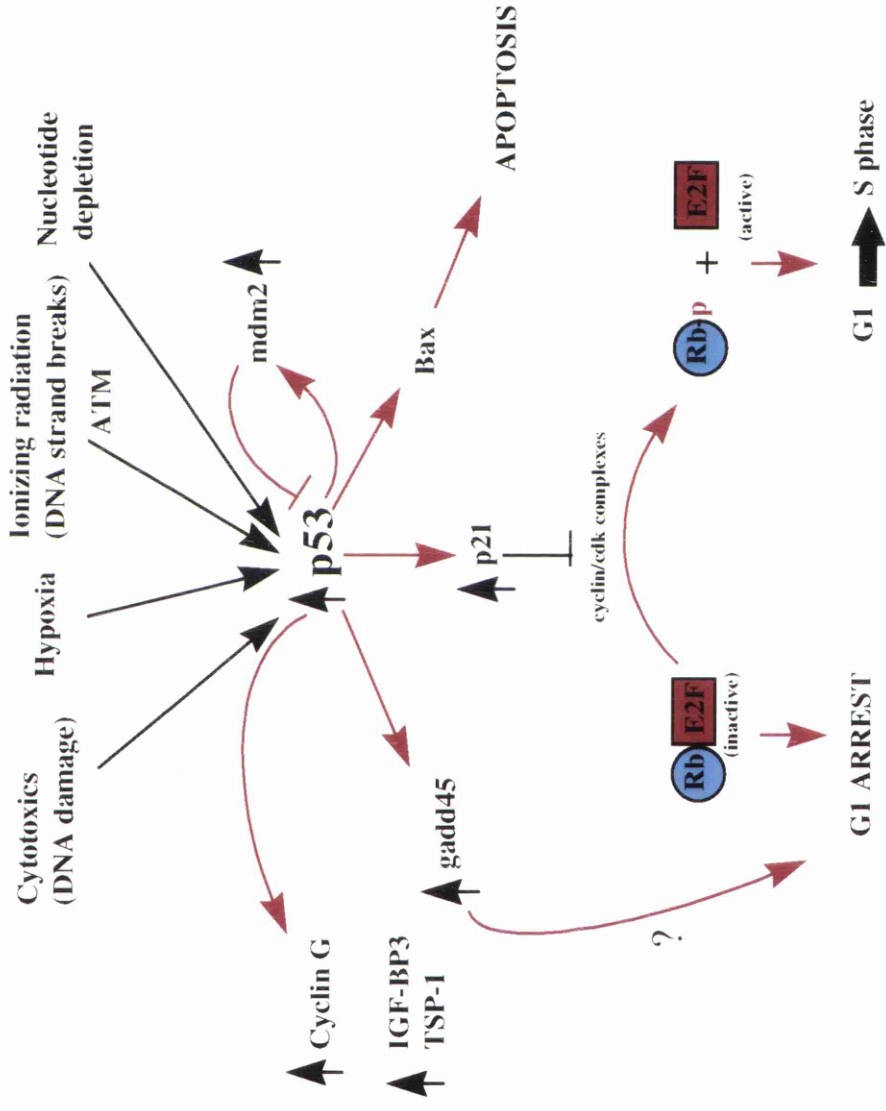 Cytotoxics
(DNA damage)
Hypoxia
Ionizing radiation
(DNA strand breaks)
ATM
Nucleotide
depletion
p53
mdm2
Cyclin G
IGF-BP3
TSP-1
gadd45
p21
Bax
APOPTOSIS
cyclin/cdk complexes
?
Rb E2F
(inactive)
Rb-p + E2F
(active)
G1 ARREST
G1 S phase